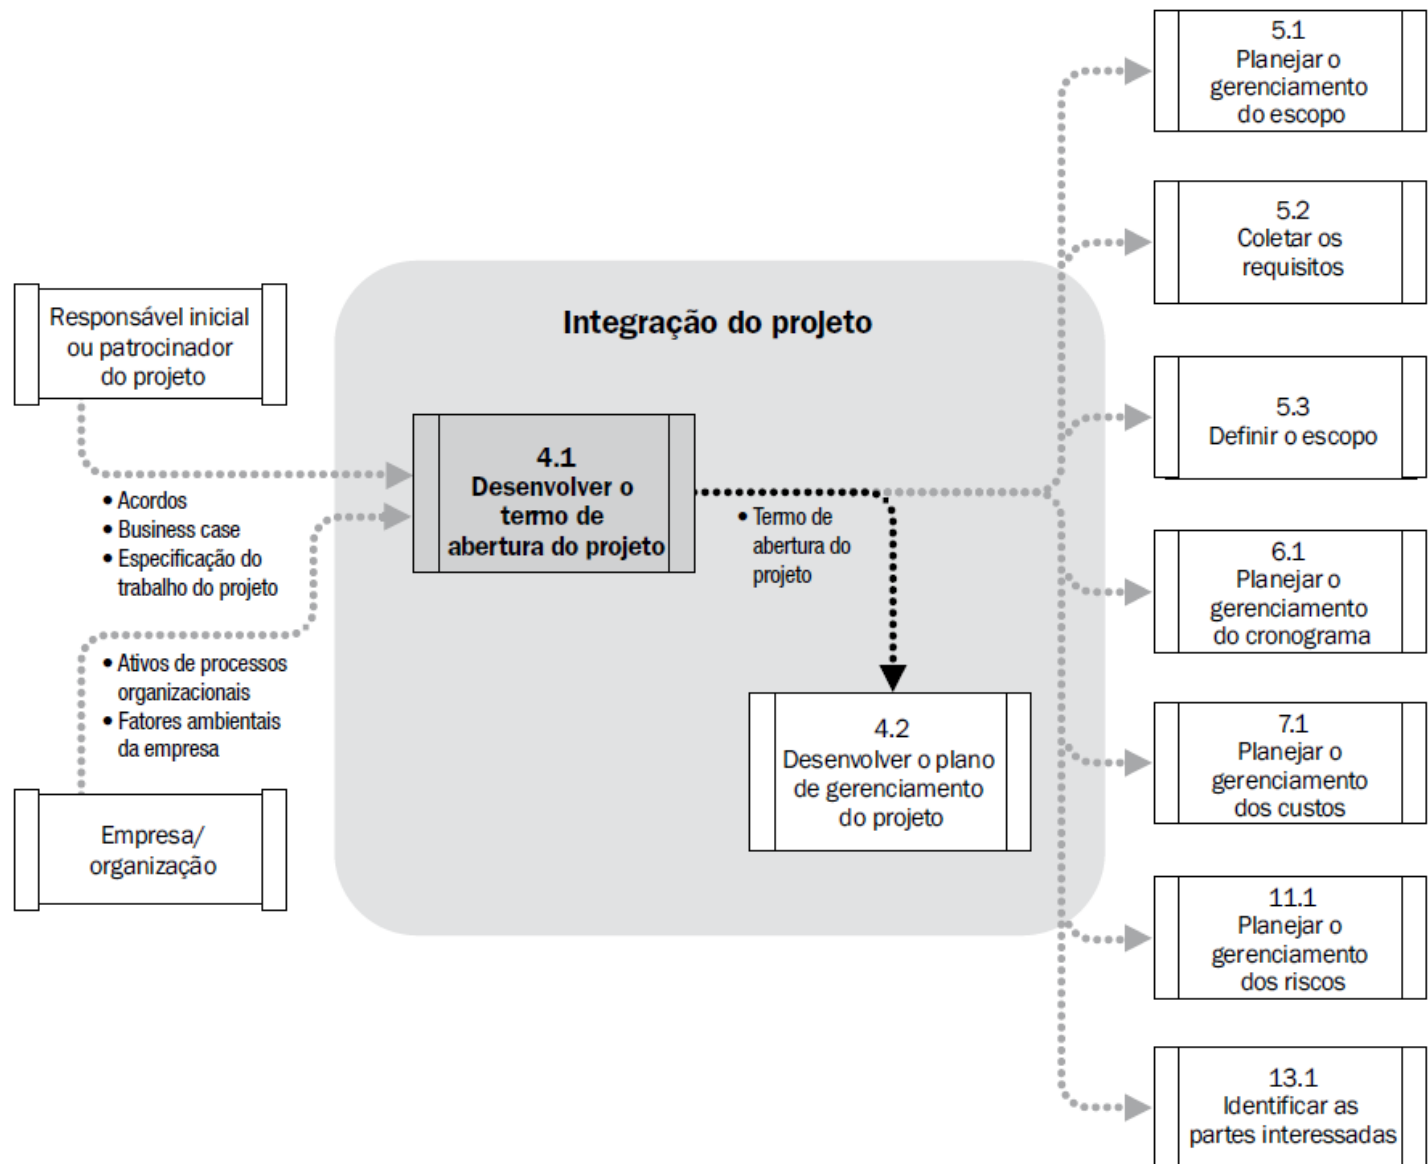 Responsável inicial
ou patrocinador
do projeto
• Acordos
• Business case
• Especificação do
trabalho do projeto
• Ativos de processos
organizacionais
• Fatores ambientais
da empresa
Empresa/
organização
Integração do projeto
4.1
Desenvolver o
termo de
abertura do projeto
• Termo de
abertura do
projeto
4.2
Desenvolver o plano
de gerenciamento
do projeto
5.1
Planejar o
gerenciamento
do escopo
5.2
Coletar os
requisitos
5.3
Definir o escopo
6.1
Planejar o
gerenciamento
do cronograma
7.1
Planejar o
gerenciamento
dos custos
11.1
Planejar o
gerenciamento
dos riscos
13.1
Identificar as
partes interessadas